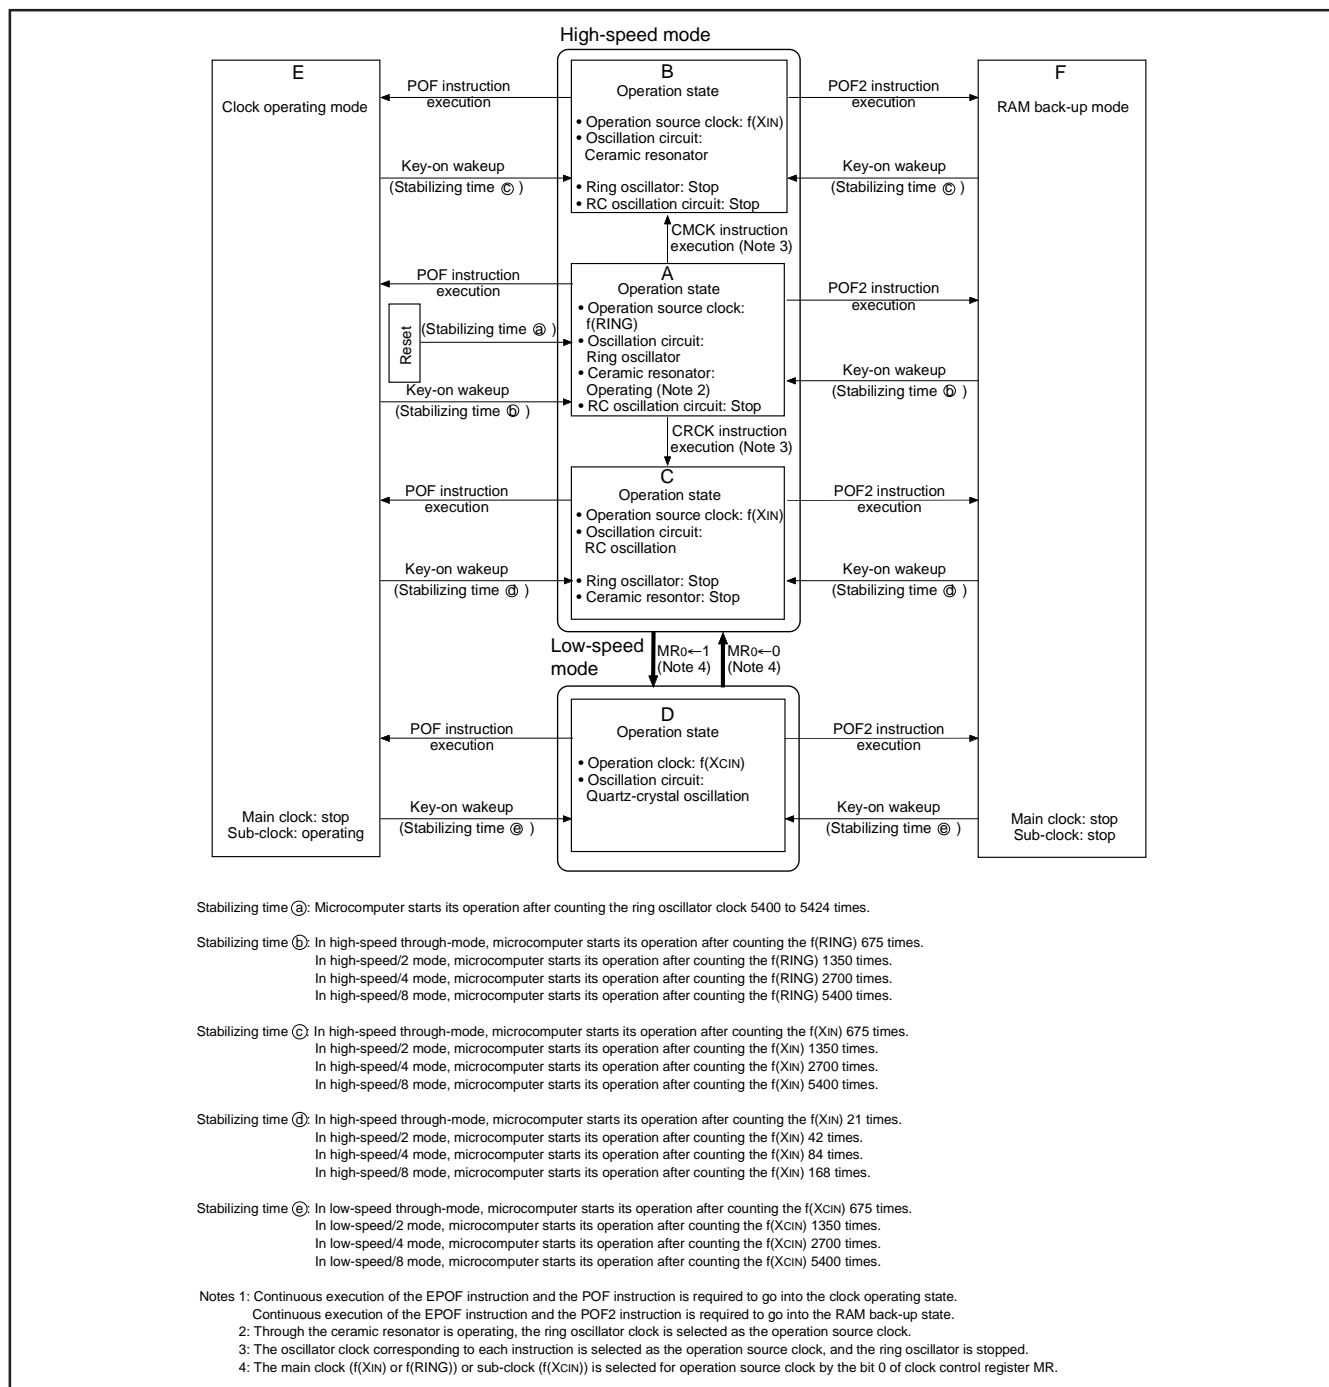 High-speed mode
E
Clock operating mode
Main clock: stop
Sub-clock: operating
POF instruction
execution
Key-on wakeup
(Stabilizing time ⓒ )
B
Operation state
• Operation source clock: f(XIN)
• Oscillation circuit:
Ceramic resonator
• Ring oscillator: Stop
• RC oscillation circuit: Stop
POF2 instruction
execution
Key-on wakeup
(Stabilizing time ⓒ )
F
RAM back-up mode
Main clock: stop
Sub-clock: stop
CMCK instruction
execution (Note 3)
POF instruction
execution
Reset
(Stabilizing time ⓐ )
Key-on wakeup
(Stabilizing time ⓑ )
A
Operation state
• Operation source clock:
f(RING)
• Oscillation circuit:
Ring oscillator
• Ceramic resonator:
Operating (Note 2)
• RC oscillation circuit: Stop
POF2 instruction
execution
Key-on wakeup
(Stabilizing time ⓑ )
CRCK instruction
execution (Note 3)
POF instruction
execution
Key-on wakeup
(Stabilizing time ⓓ )
C
Operation state
• Operation source clock: f(XIN)
• Oscillation circuit:
RC oscillation
• Ring oscillator: Stop
• Ceramic resontor: Stop
POF2 instruction
execution
Key-on wakeup
(Stabilizing time ⓓ )
Low-speed
mode
MR0←1
(Note 4)
MR0←0
(Note 4)
POF instruction
execution
Key-on wakeup
(Stabilizing time ⓔ )
D
Operation state
• Operation clock: f(XCIN)
• Oscillation circuit:
Quartz-crystal oscillation
POF2 instruction
execution
Key-on wakeup
(Stabilizing time ⓔ )
Stabilizing time ⓐ: Microcomputer starts its operation after counting the ring oscillator clock 5400 to 5424 times.
Stabilizing time ⓑ: In high-speed through-mode, microcomputer starts its operation after counting the f(RING) 675 times.
In high-speed/2 mode, microcomputer starts its operation after counting the f(RING) 1350 times.
In high-speed/4 mode, microcomputer starts its operation after counting the f(RING) 2700 times.
In high-speed/8 mode, microcomputer starts its operation after counting the f(RING) 5400 times.
Stabilizing time ⓒ: In high-speed through-mode, microcomputer starts its operation after counting the f(XIN) 675 times.
In high-speed/2 mode, microcomputer starts its operation after counting the f(XIN) 1350 times.
In high-speed/4 mode, microcomputer starts its operation after counting the f(XIN) 2700 times.
In high-speed/8 mode, microcomputer starts its operation after counting the f(XIN) 5400 times.
Stabilizing time ⓓ: In high-speed through-mode, microcomputer starts its operation after counting the f(XIN) 21 times.
In high-speed/2 mode, microcomputer starts its operation after counting the f(XIN) 42 times.
In high-speed/4 mode, microcomputer starts its operation after counting the f(XIN) 84 times.
In high-speed/8 mode, microcomputer starts its operation after counting the f(XIN) 168 times.
Stabilizing time ⓔ: In low-speed through-mode, microcomputer starts its operation after counting the f(XCIN) 675 times.
In low-speed/2 mode, microcomputer starts its operation after counting the f(XCIN) 1350 times.
In low-speed/4 mode, microcomputer starts its operation after counting the f(XCIN) 2700 times.
In low-speed/8 mode, microcomputer starts its operation after counting the f(XCIN) 5400 times.
Notes 1: Continuous execution of the EPOF instruction and the POF instruction is required to go into the clock operating state.
Continuous execution of the EPOF instruction and the POF2 instruction is required to go into the RAM back-up state.
2: Through the ceramic resonator is operating, the ring oscillator clock is selected as the operation source clock.
3: The oscillator clock corresponding to each instruction is selected as the operation source clock, and the ring oscillator is stopped.
4: The main clock (f(XIN) or f(RING)) or sub-clock (f(XCIN)) is selected for operation source clock by the bit 0 of clock control register MR.